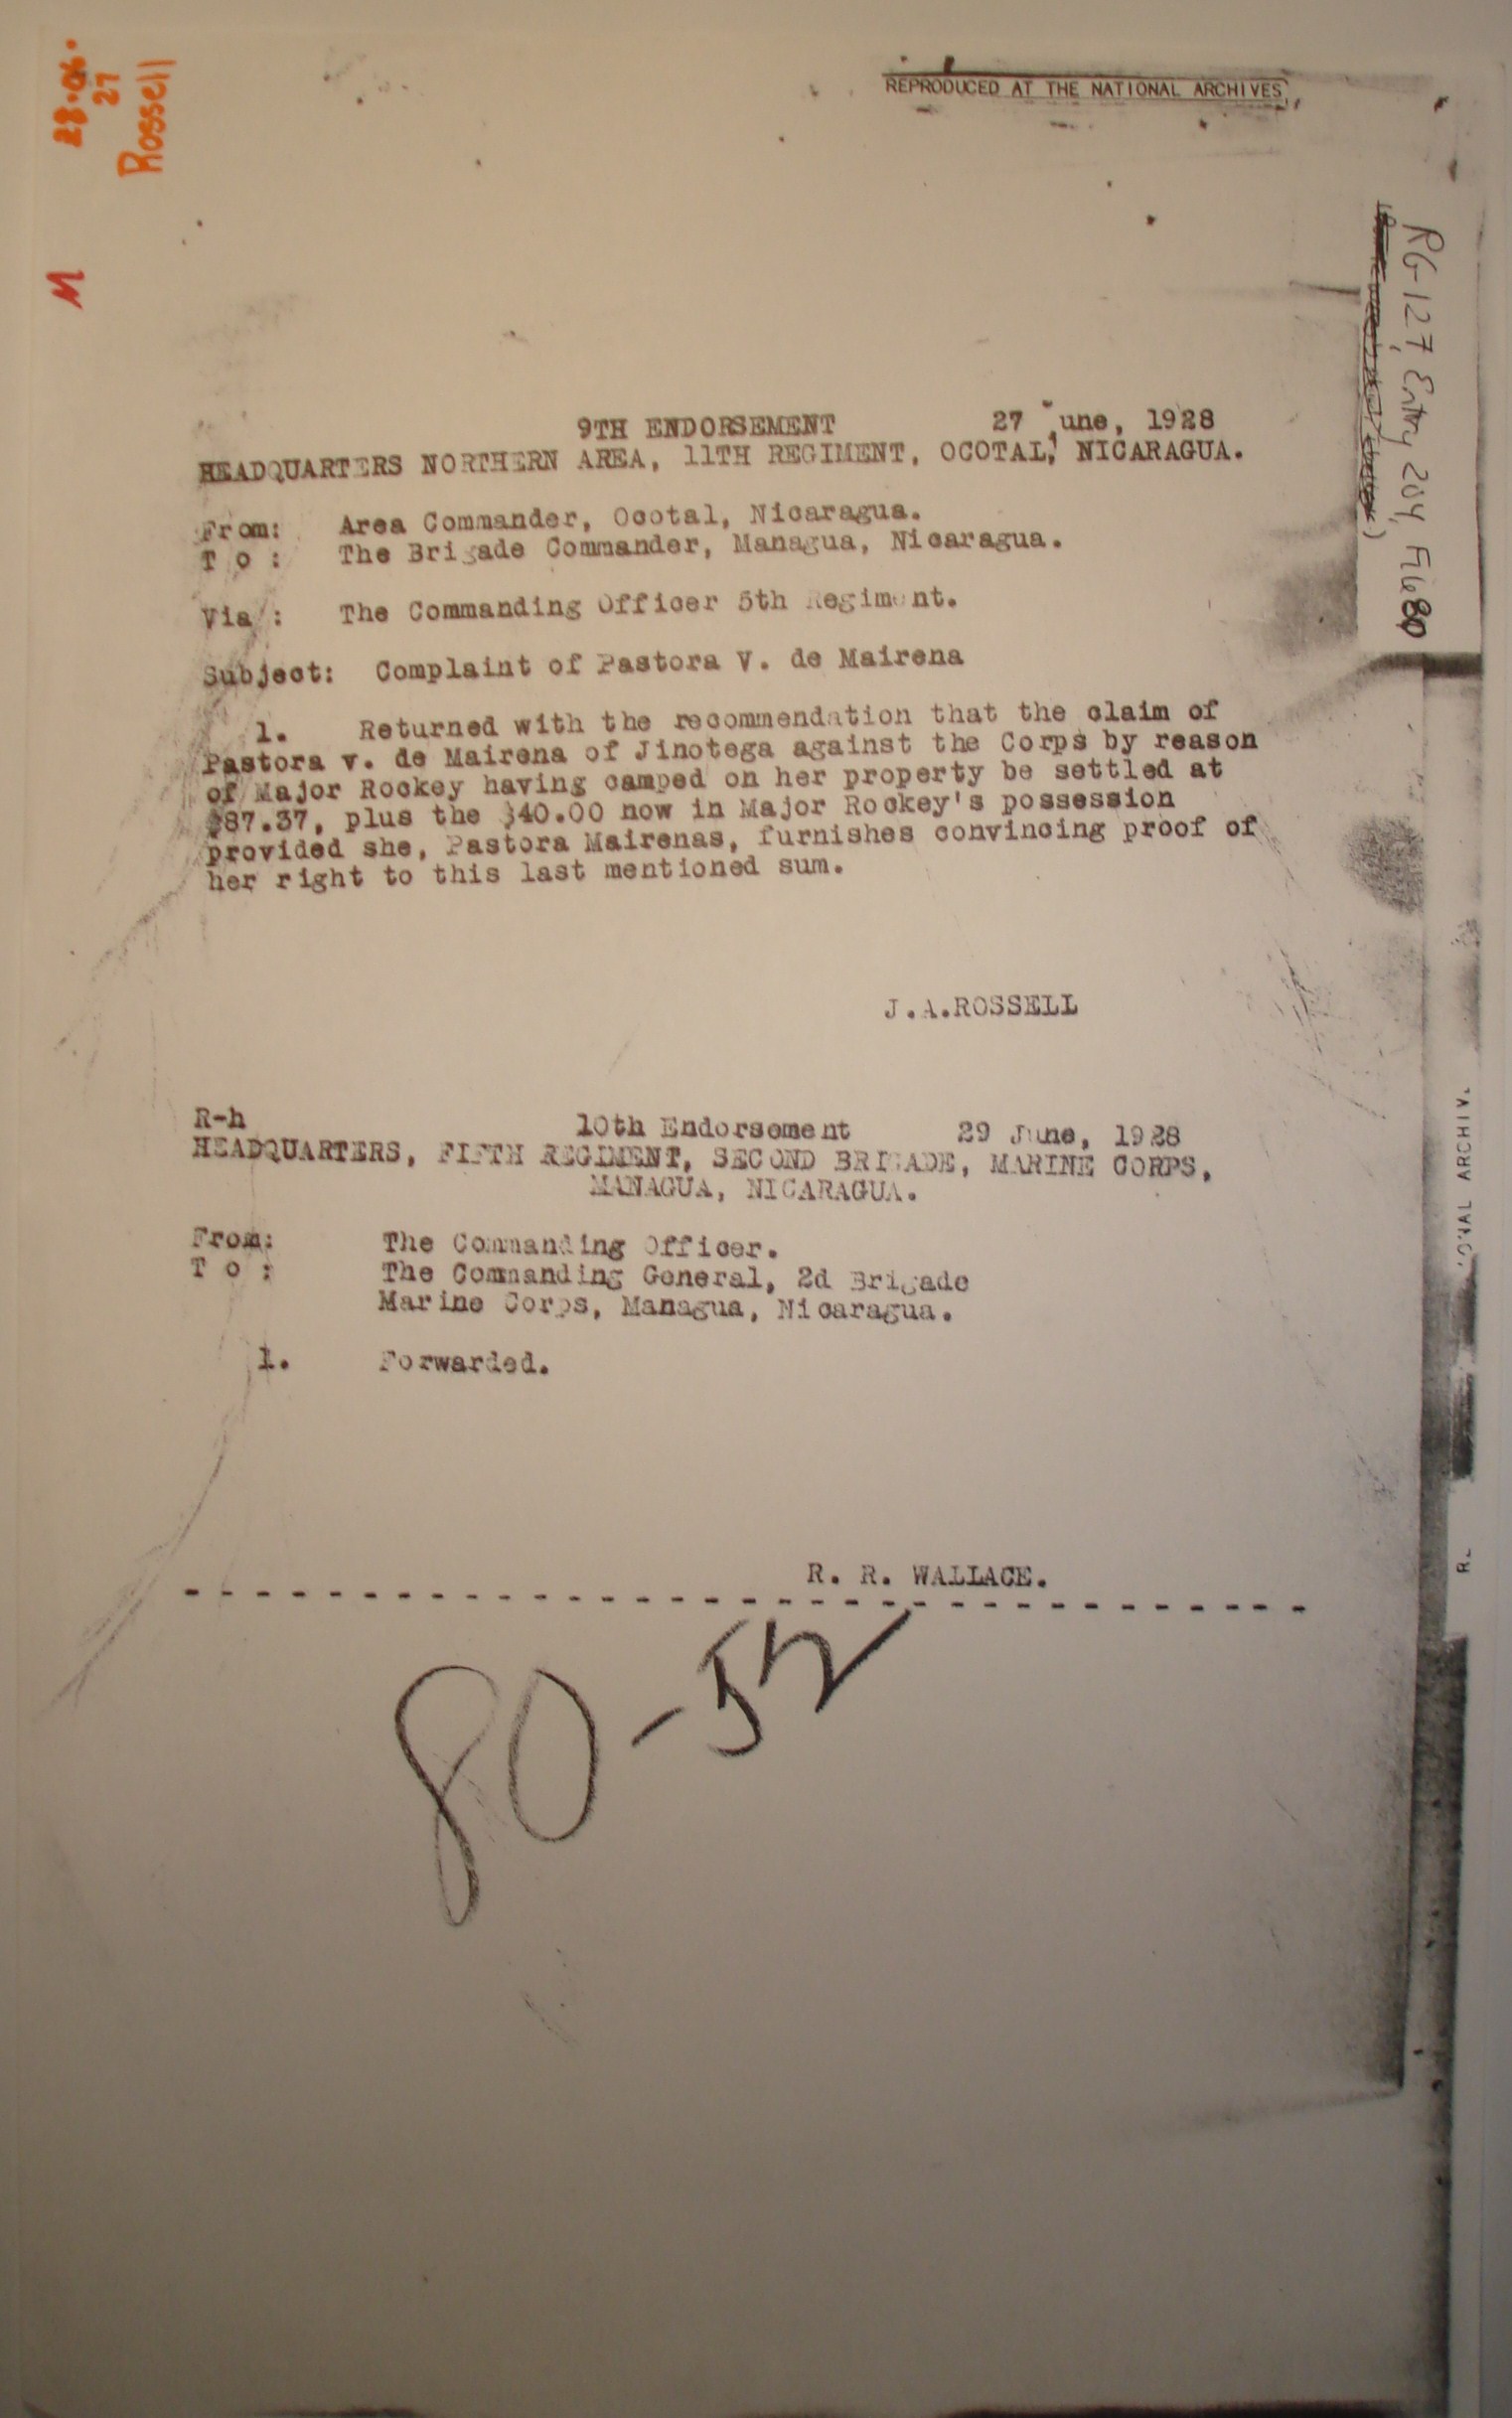 28.06.
27
Rossell
M
REPRODUCED AT THE NATIONAL ARCHIVES
RG 127, Entry 204, File 80
9TH ENDORSEMENT 27 June, 1928
HEADQUARTERS NORTHERN AREA, 11TH REGIMENT, OCOTAL, NICARAGUA.
From: Area Commander, Ocotal, Nicaragua.
T o : The Brigade Commander, Managua, Nicaragua.
Via : The Commanding Officer 5th Regiment.
Subject: Complaint of Pastora V. de Mairena
1. Returned with the recommendation that the claim of
Pastora v. de Mairena of Jinotega against the Corps by reason
of Major Rockey having camped on her property be settled at
$87.37, plus the $40.00 now in Major Rockey's possession
provided she, Pastora Mairenas, furnishes convincing proof of
her right to this last mentioned sum.
J.A.ROSSELL
R-h
10th Endorsement 29 June, 1928
HEADQUARTERS, FIFTH REGIMENT, SECOND BRIGADE, MARINE CORPS,
MANAGUA, NICARAGUA.
From: The Commanding Officer.
T o : The Commanding General, 2d Brigade
Marine Corps, Managua, Nicaragua.
1. Forwarded.
R. R. WALLACE.
80-52
ONAL ARCHIV
R